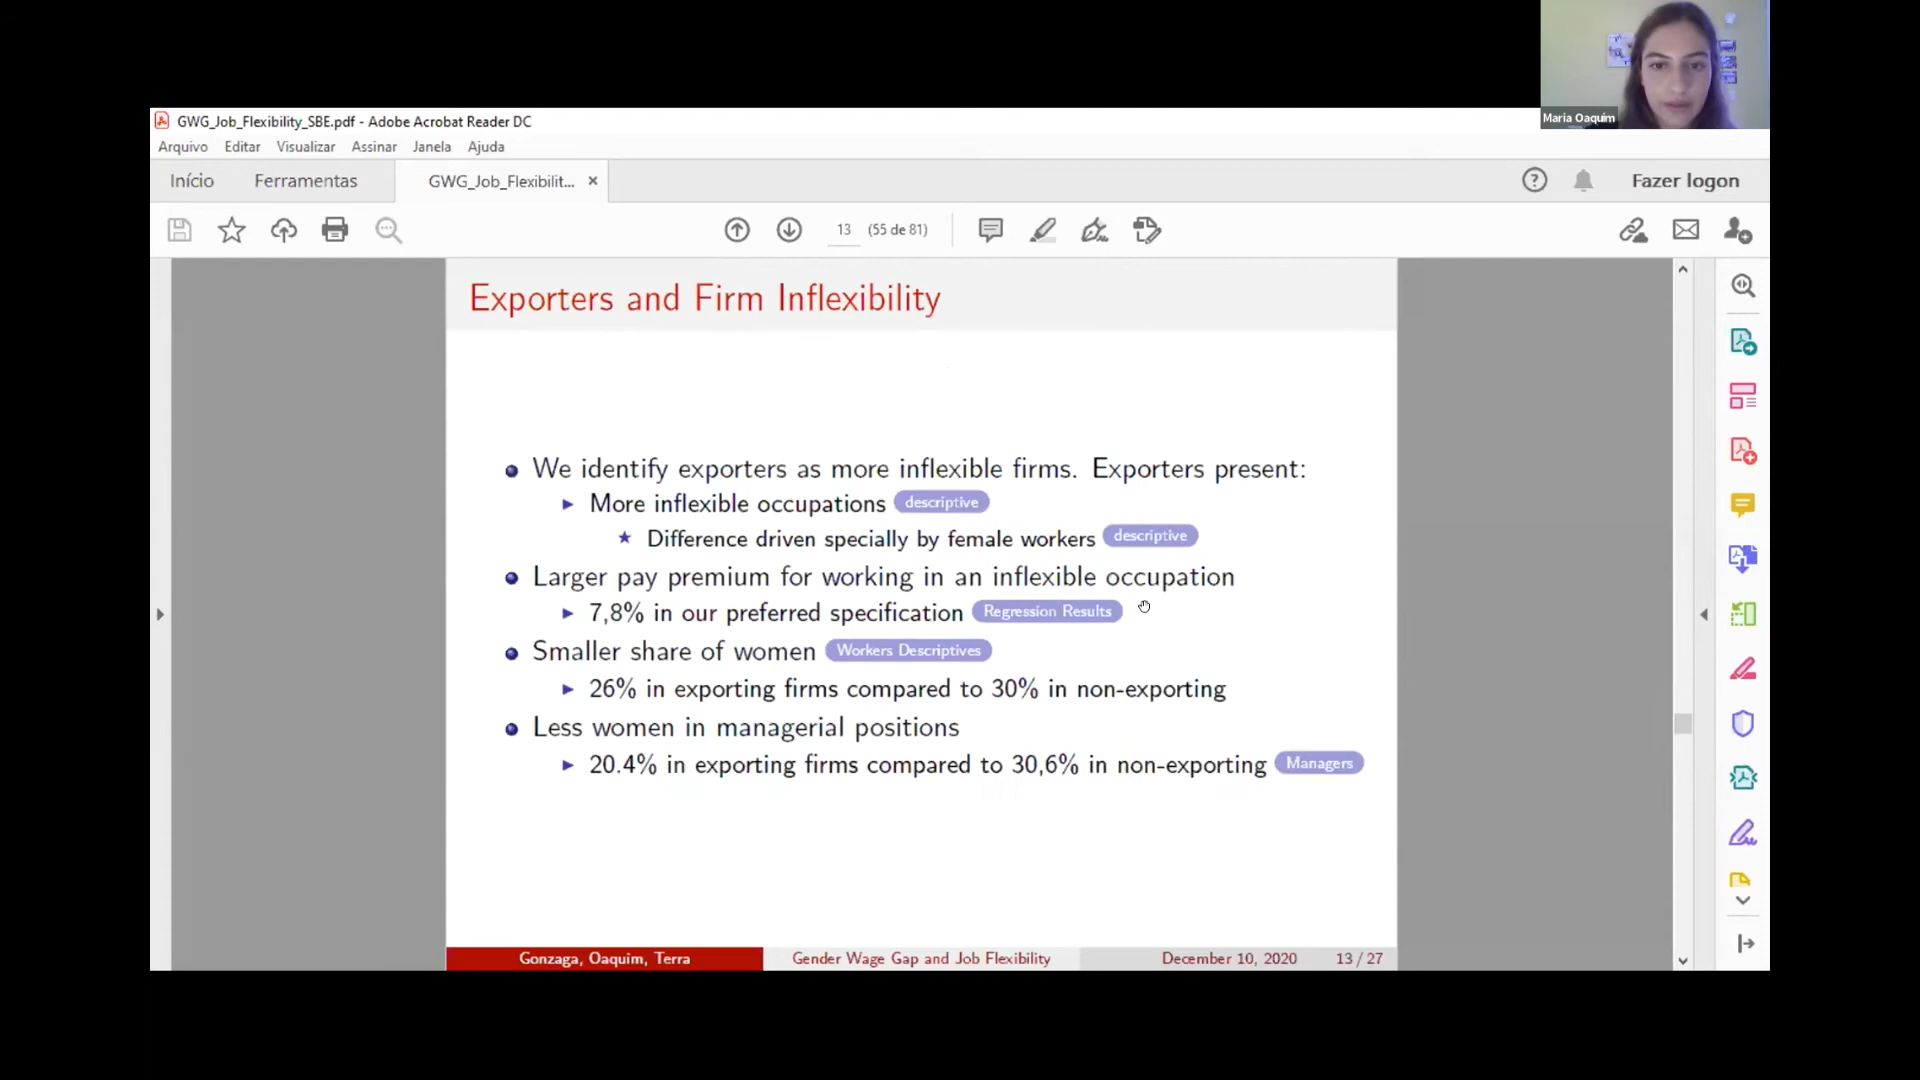 Maria Oaquim
GWG_Job_Flexibility_SBE.pdf - Adobe Acrobat Reader DC
Arquivo Editar Visualizar Assinar Janela Ajuda
Início Ferramentas GWG_Job_Flexibilit... × Fazer logon
13 (55 de 81)
Exporters and Firm Inflexibility
We identify exporters as more inflexible firms. Exporters present:
More inflexible occupations descriptive
Difference driven specially by female workers descriptive
Larger pay premium for working in an inflexible occupation
7,8% in our preferred specification Regression Results
Smaller share of women Workers Descriptives
26% in exporting firms compared to 30% in non-exporting
Less women in managerial positions
20.4% in exporting firms compared to 30,6% in non-exporting Managers
Gonzaga, Oaquim, Terra Gender Wage Gap and Job Flexibility December 10, 2020 13 / 27